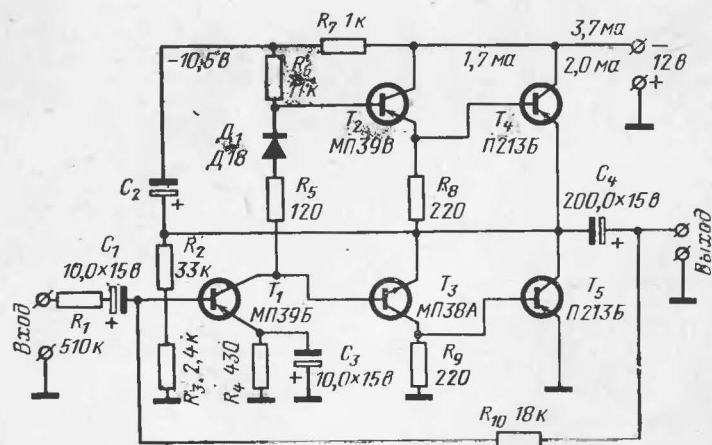 R7 1к
3,7 ма
−
-10,5в
1,7 ма
2,0 ма
12в
+
R6
11к
T2
МП39В
T4
П213Б
Д1
Д18
C2
+
R5
120
R8
220
C4
200,0×15в
+
Выход
C1
10,0×15в
+
R2
33к
Вход
R1
510к
T1
МП39Б
T3
МП38А
T5
П213Б
R3 2,4к
R4 430
C3
10,0×15в
+
R9
220
R10 18к